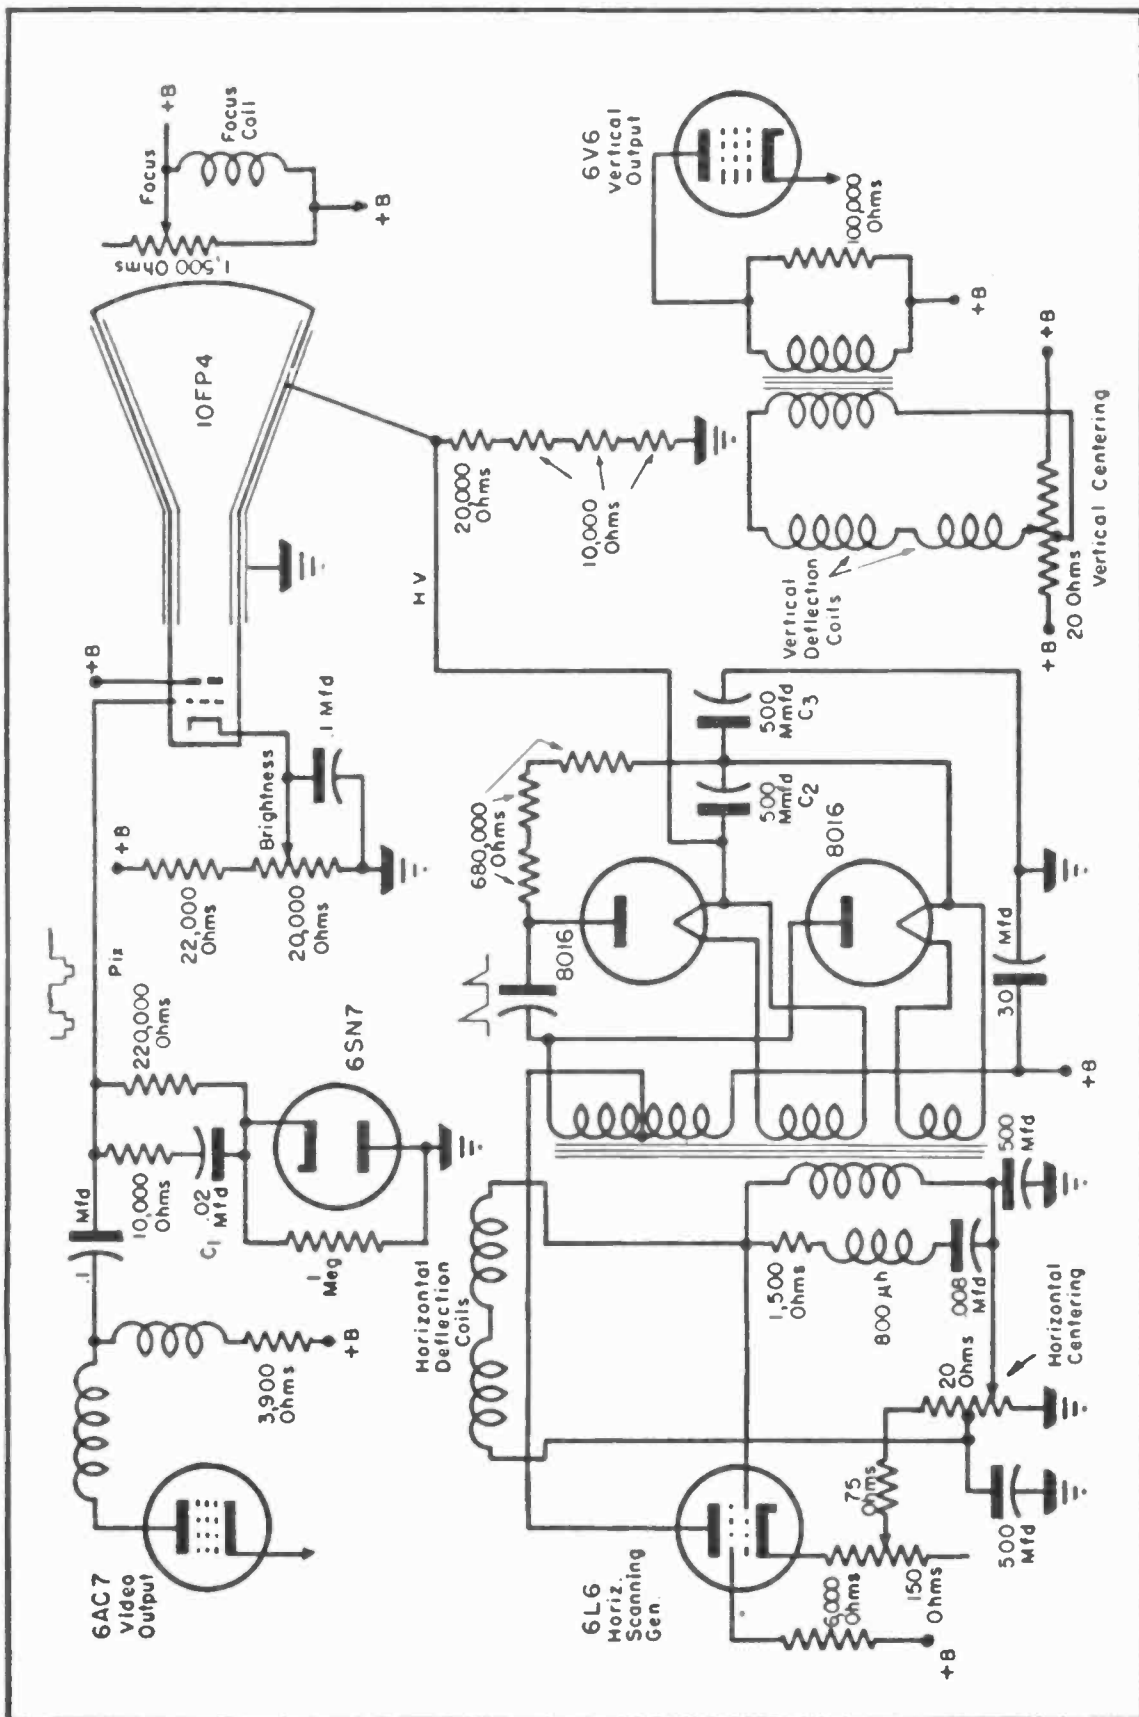 6AC7
Video
Output
3,900
Ohms
+B
.1
Mfd
10,000
Ohms
C1
.02
Mfd
220,000
Ohms
1
Meg
6SN7
Pix
+B
22,000
Ohms
20,000
Ohms
Brightness
.1 Mfd
+B
10FP4
1,500 Ohms
Focus
+B
Focus
Coil
+B
HV
20,000
Ohms
10,000
Ohms
6V6
Vertical
Output
100,000
Ohms
+B
Vertical
Deflection
Coils
+B
20 Ohms
+B
Vertical Centering
680,000
Ohms
8016
500
Mmfd
C2
500
Mmfd
C3
8016
30
Mfd
+B
Horizontal
Deflection
Coils
6L6
Horiz.
Scanning
Gen.
6,000
Ohms
+B
150
Ohms
75
Ohms
500
Mfd
20
Ohms
Horizontal
Centering
1,500
Ohms
800 μh
.008
Mfd
500
Mfd